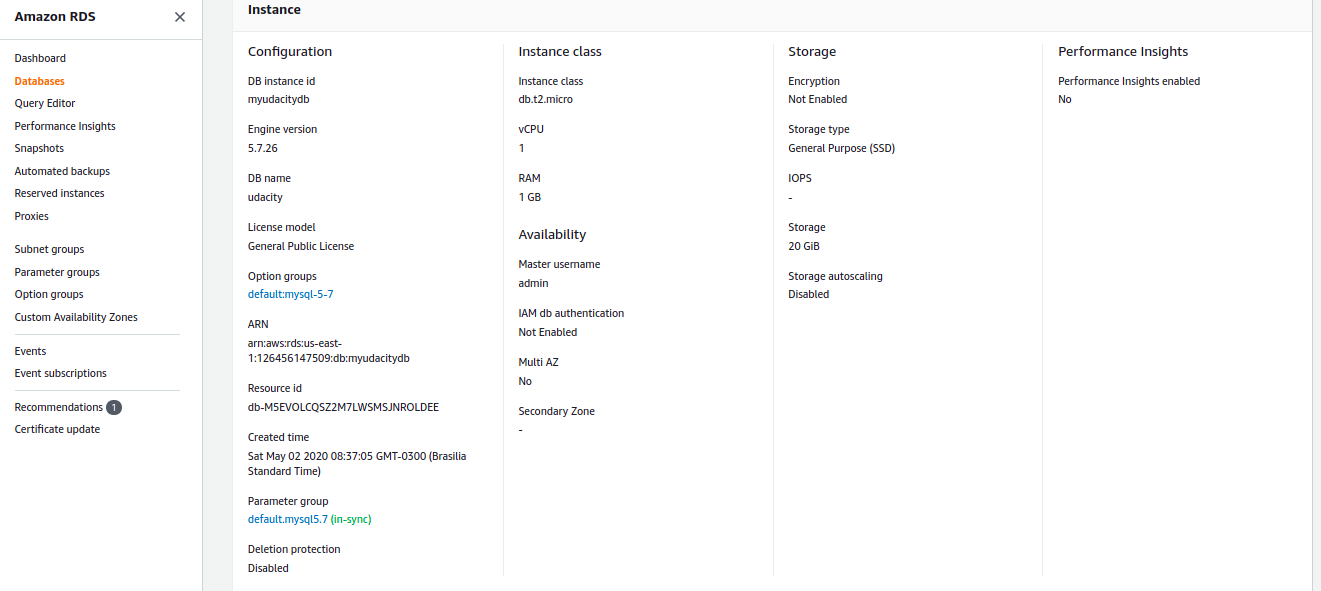 Amazon RDS
Dashboard
Databases
Query Editor
Performance Insights
Snapshots
Automated backups
Reserved instances
Proxies
Subnet groups
Parameter groups
Option groups
Custom Availability Zones
Events
Event subscriptions
Recommendations 1
Certificate update
Instance
Configuration
DB instance id
myudacitydb
Engine version
5.7.26
DB name
udacity
License model
General Public License
Option groups
default:mysql-5-7
ARN
arn:aws:rds:us-east-
1:126456147509:db:myudacitydb
Resource id
db-M5EVOLCQSZ2M7LWSMSJNROLDEE
Created time
Sat May 02 2020 08:37:05 GMT-0300 (Brasilia
Standard Time)
Parameter group
default.mysql5.7 (in-sync)
Deletion protection
Disabled
Instance class
Instance class
db.t2.micro
vCPU
1
RAM
1 GB
Availability
Master username
admin
IAM db authentication
Not Enabled
Multi AZ
No
Secondary Zone
-
Storage
Encryption
Not Enabled
Storage type
General Purpose (SSD)
IOPS
-
Storage
20 GiB
Storage autoscaling
Disabled
Performance Insights
Performance Insights enabled
No